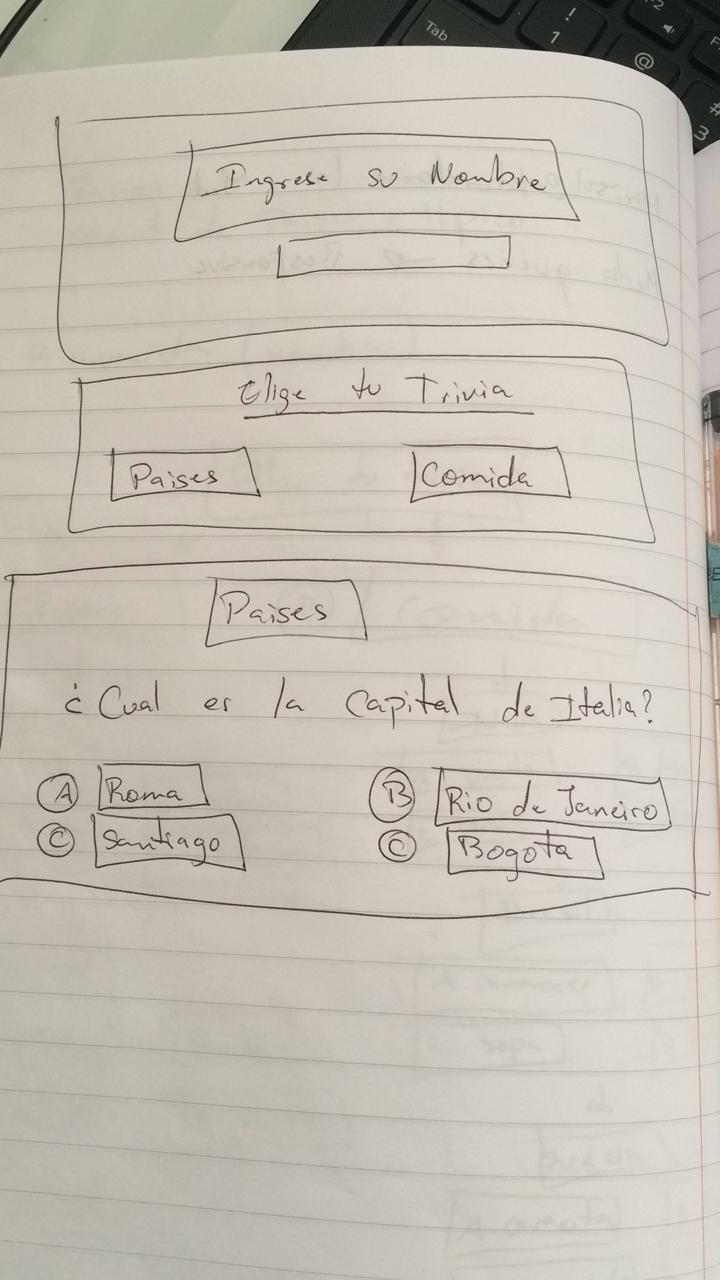 Tab
!
1
@
F2
#
3
Ingrese su Nombre
Elige tu Trivia
Paises Comida
Paises
¿Cual es la Capital de Italia?
A Roma B Rio de Janeiro
C Santiago C Bogota